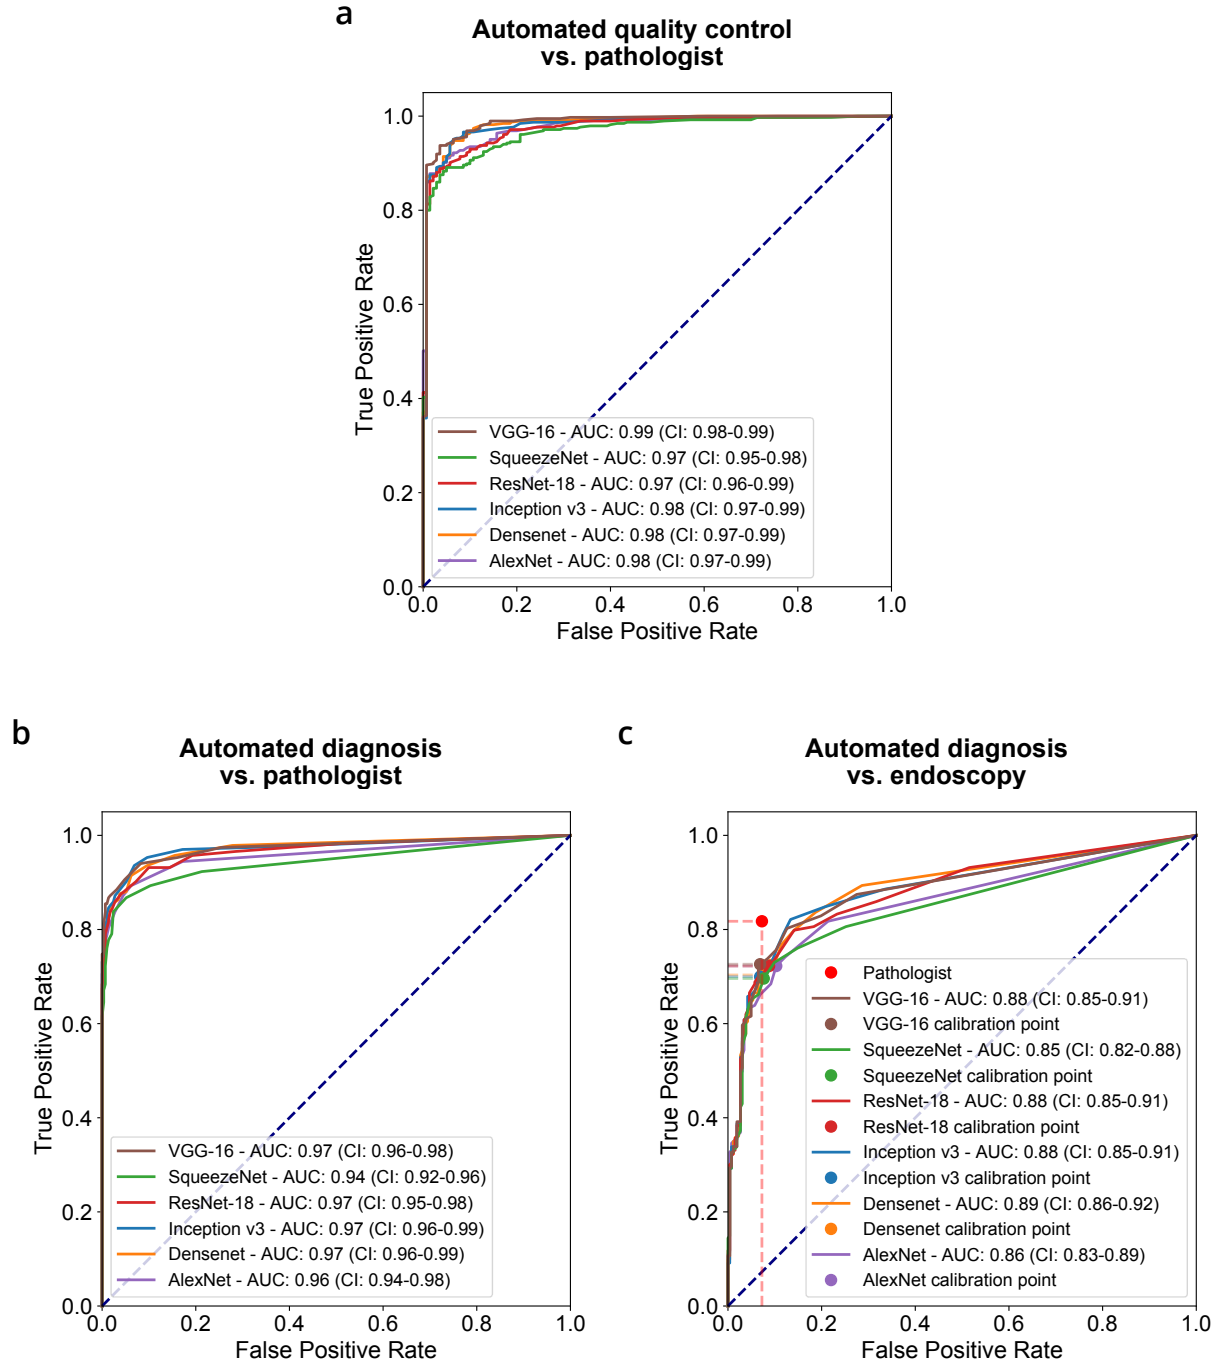 a
Automated quality control
vs. pathologist
1.0
0.8
0.6
0.4
0.2
0.0
True Positive Rate
VGG-16 - AUC: 0.99 (CI: 0.98-0.99)
SqueezeNet - AUC: 0.97 (CI: 0.95-0.98)
ResNet-18 - AUC: 0.97 (CI: 0.96-0.99)
Inception v3 - AUC: 0.98 (CI: 0.97-0.99)
Densenet - AUC: 0.98 (CI: 0.97-0.99)
AlexNet - AUC: 0.98 (CI: 0.97-0.99)
0.0 0.2 0.4 0.6 0.8 1.0
False Positive Rate
b
Automated diagnosis
vs. pathologist
1.0
0.8
0.6
0.4
0.2
0.0
True Positive Rate
VGG-16 - AUC: 0.97 (CI: 0.96-0.98)
SqueezeNet - AUC: 0.94 (CI: 0.92-0.96)
ResNet-18 - AUC: 0.97 (CI: 0.95-0.98)
Inception v3 - AUC: 0.97 (CI: 0.96-0.99)
Densenet - AUC: 0.97 (CI: 0.96-0.99)
AlexNet - AUC: 0.96 (CI: 0.94-0.98)
0.0 0.2 0.4 0.6 0.8 1.0
False Positive Rate
c
Automated diagnosis
vs. endoscopy
1.0
0.8
0.6
0.4
0.2
0.0
True Positive Rate
Pathologist
VGG-16 - AUC: 0.88 (CI: 0.85-0.91)
VGG-16 calibration point
SqueezeNet - AUC: 0.85 (CI: 0.82-0.88)
SqueezeNet calibration point
ResNet-18 - AUC: 0.88 (CI: 0.85-0.91)
ResNet-18 calibration point
Inception v3 - AUC: 0.88 (CI: 0.85-0.91)
Inception v3 calibration point
Densenet - AUC: 0.89 (CI: 0.86-0.92)
Densenet calibration point
AlexNet - AUC: 0.86 (CI: 0.83-0.89)
AlexNet calibration point
0.0 0.2 0.4 0.6 0.8 1.0
False Positive Rate